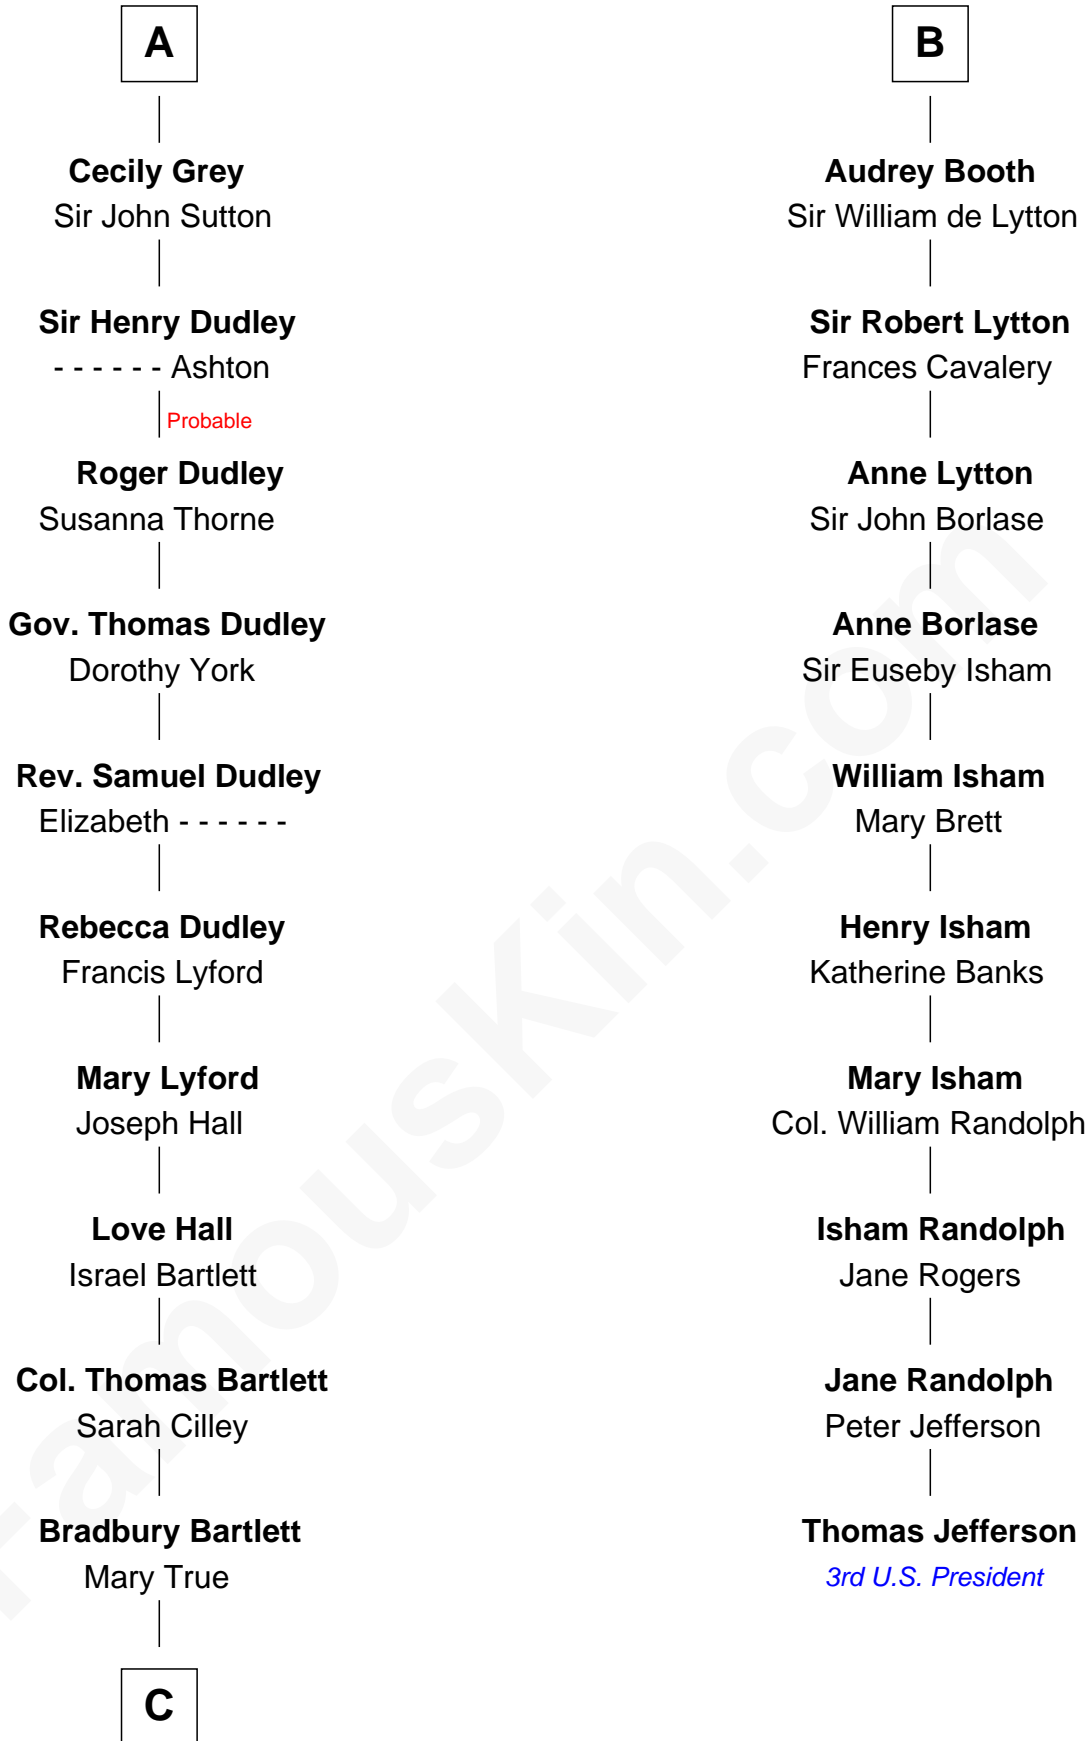 A
Cecily Grey
Sir John Sutton
Sir Henry Dudley
- - - - - - Ashton
Probable
Roger Dudley
Susanna Thorne
Gov. Thomas Dudley
Dorothy York
Rev. Samuel Dudley
Elizabeth - - - - - -
Rebecca Dudley
Francis Lyford
Mary Lyford
Joseph Hall
Love Hall
Israel Bartlett
Col. Thomas Bartlett
Sarah Cilley
Bradbury Bartlett
Mary True
C
B
Audrey Booth
Sir William de Lytton
Sir Robert Lytton
Frances Cavalery
Anne Lytton
Sir John Borlase
Anne Borlase
Sir Euseby Isham
William Isham
Mary Brett
Henry Isham
Katherine Banks
Mary Isham
Col. William Randolph
Isham Randolph
Jane Rogers
Jane Randolph
Peter Jefferson
Thomas Jefferson
3rd U.S. President
FamousKin.com